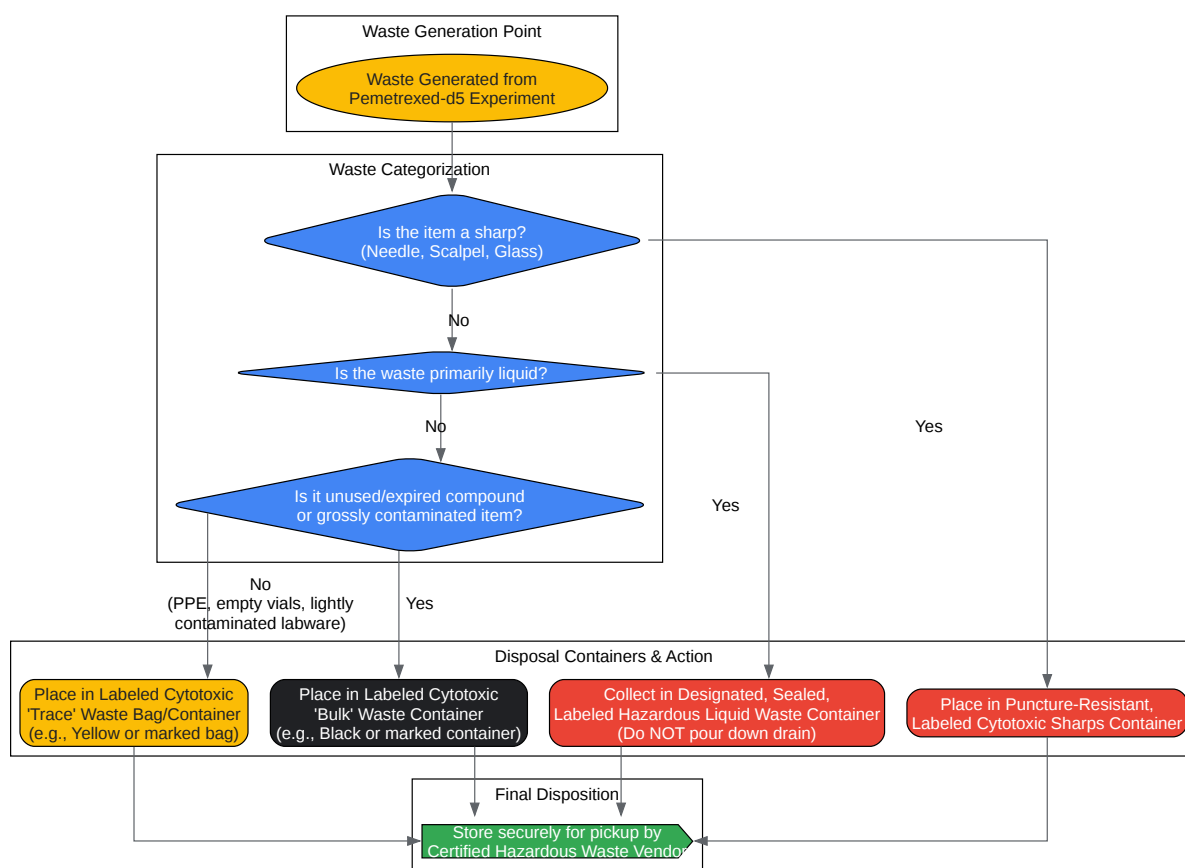 Waste Generation Point
Waste Generated from
Pemetrexed-d5 Experiment
Waste Categorization
Is the item a sharp?
(Needle, Scalpel, Glass)
No
Is the waste primarily liquid?
No
Yes
Is it unused/expired compound
or grossly contaminated item?
Yes
No
(PPE, empty vials, lightly
contaminated labware)
Yes
Disposal Containers & Action
Place in Labeled Cytotoxic
'Trace' Waste Bag/Container
(e.g., Yellow or marked bag)
Place in Labeled Cytotoxic
'Bulk' Waste Container
(e.g., Black or marked container)
Collect in Designated, Sealed,
Labeled Hazardous Liquid Waste Container
(Do NOT pour down drain)
Place in Puncture-Resistant,
Labeled Cytotoxic Sharps Container
Final Disposition
Store securely for pickup by
Certified Hazardous Waste Vendor